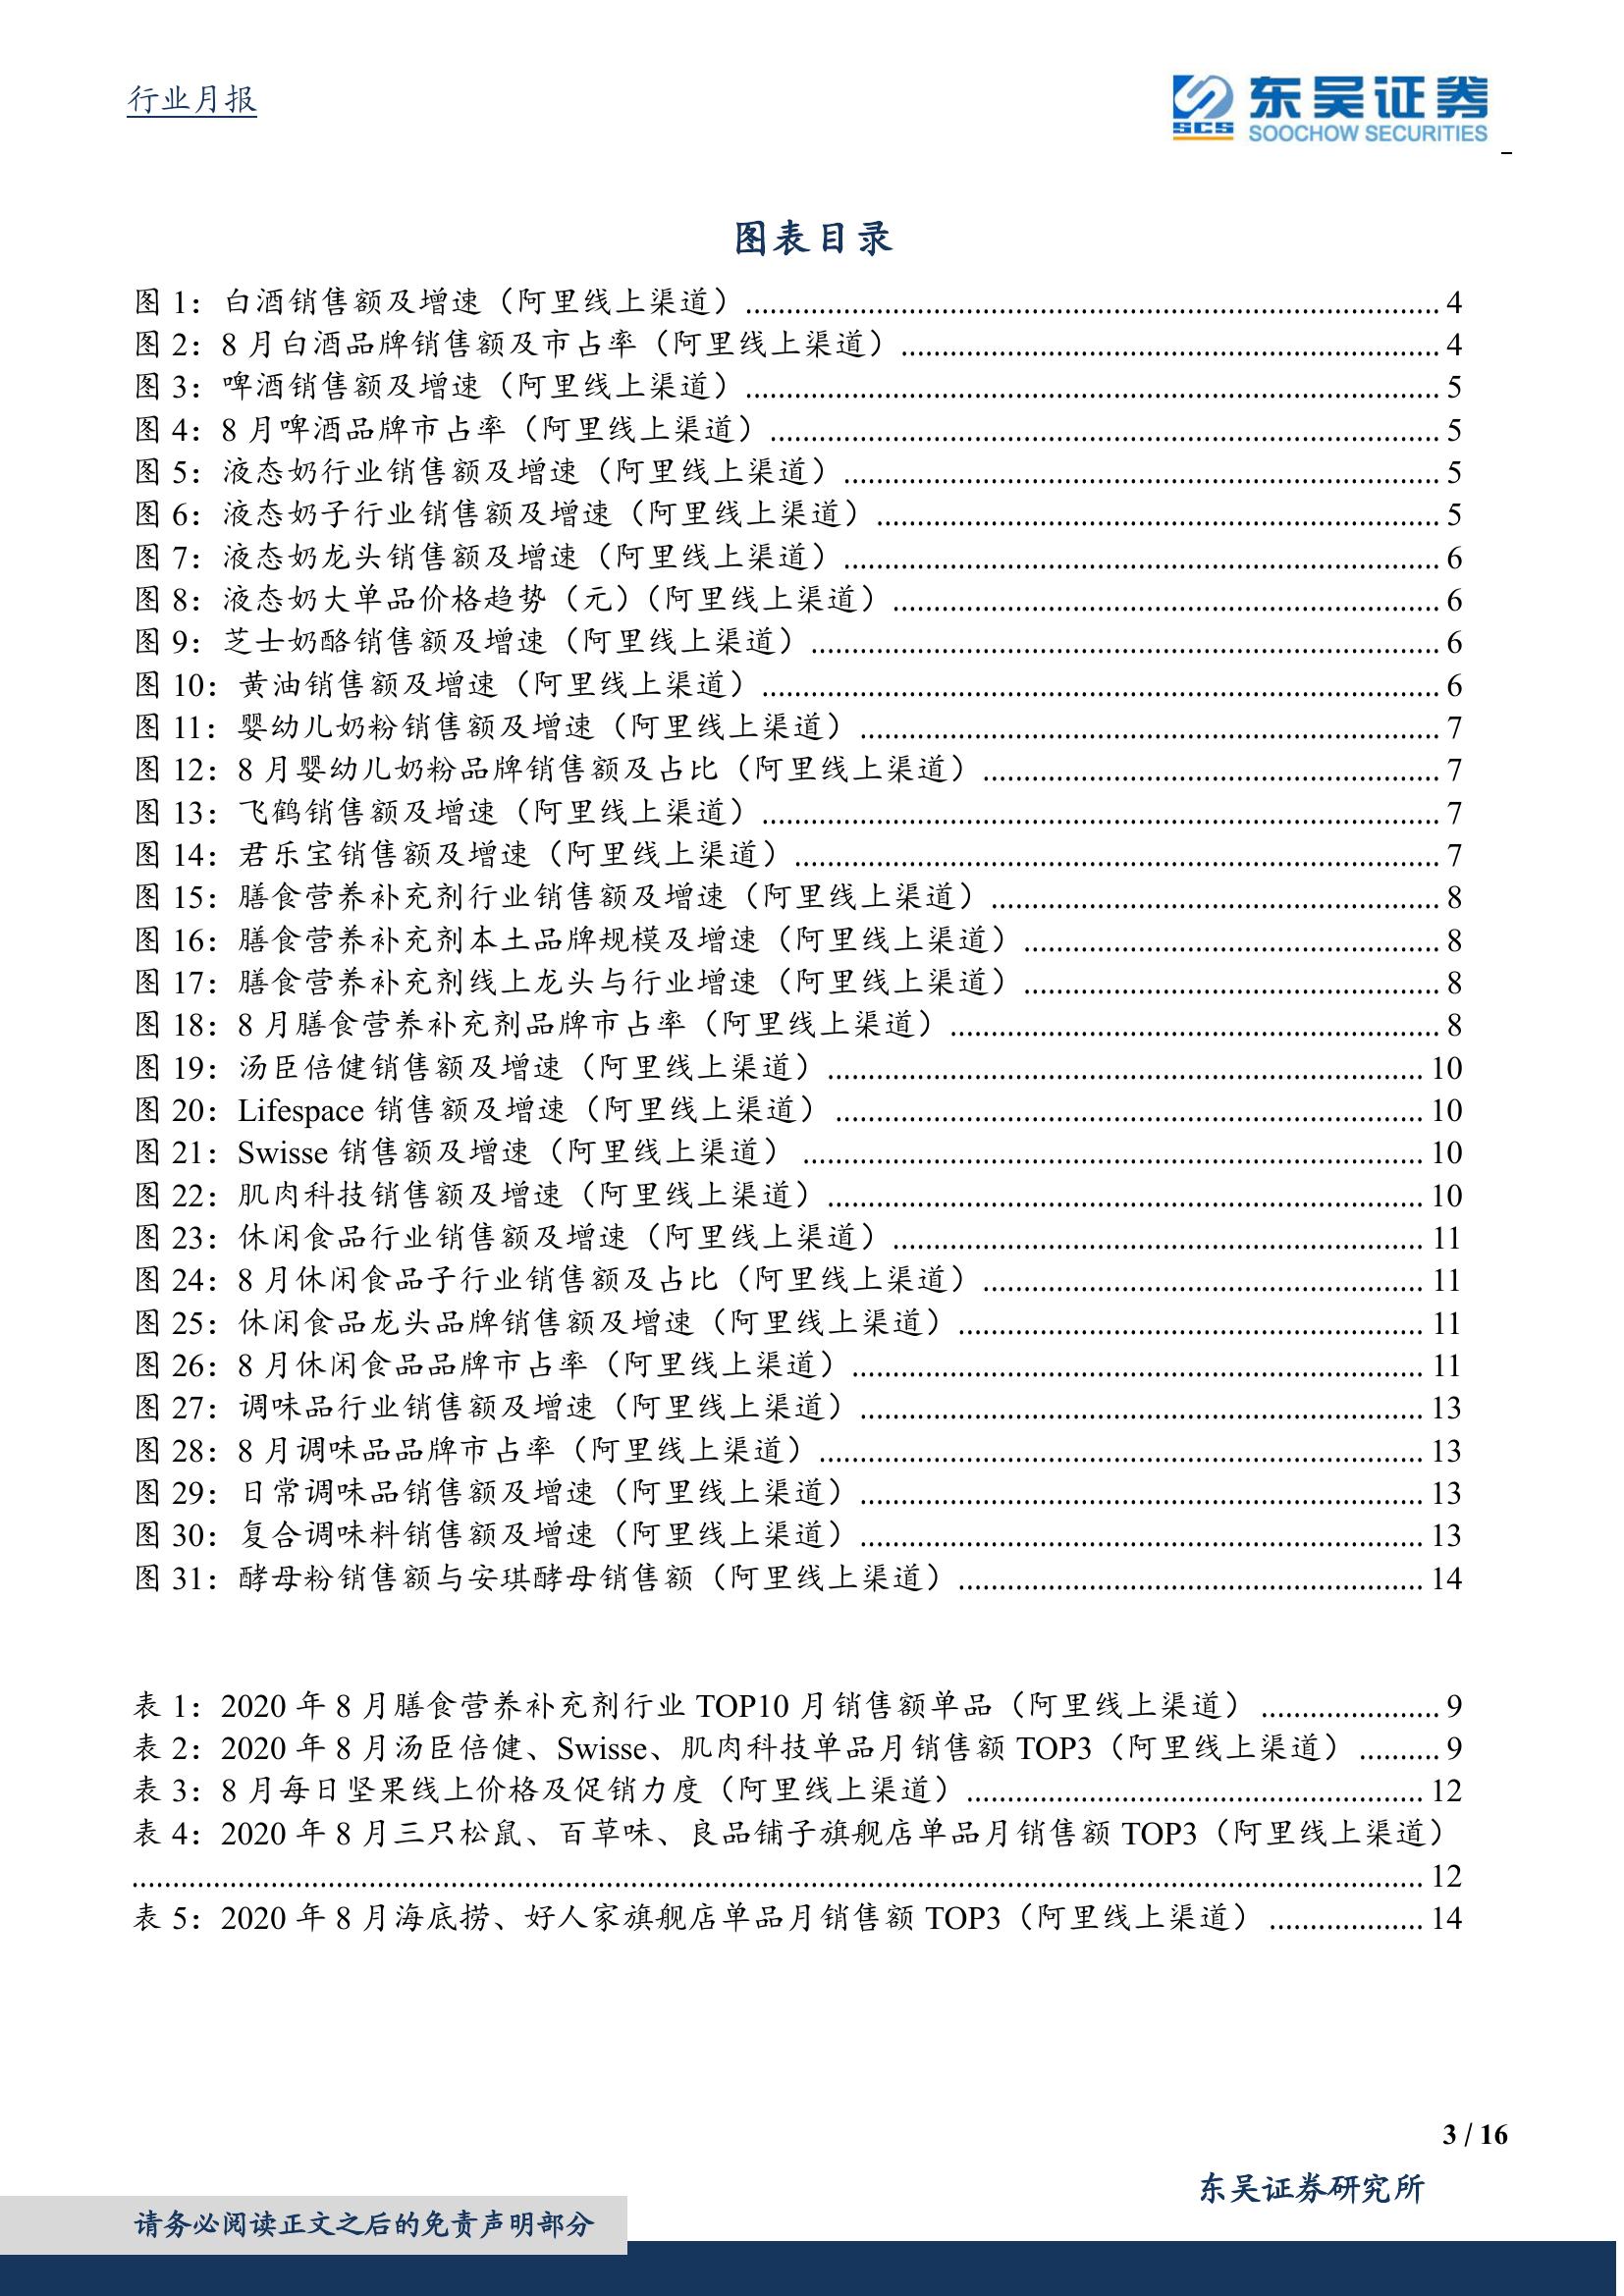 行业月报
SCS
东吴证券
SOOCHOW SECURITIES
图表目录
图 1：白酒销售额及增速（阿里线上渠道）.......... 4
图 2：8 月白酒品牌销售额及市占率（阿里线上渠道）.......... 4
图 3：啤酒销售额及增速（阿里线上渠道）.......... 5
图 4：8 月啤酒品牌市占率（阿里线上渠道）.......... 5
图 5：液态奶行业销售额及增速（阿里线上渠道）.......... 5
图 6：液态奶子行业销售额及增速（阿里线上渠道）.......... 5
图 7：液态奶龙头销售额及增速（阿里线上渠道）.......... 6
图 8：液态奶大单品价格趋势（元）（阿里线上渠道）.......... 6
图 9：芝士奶酪销售额及增速（阿里线上渠道）.......... 6
图 10：黄油销售额及增速（阿里线上渠道）.......... 6
图 11：婴幼儿奶粉销售额及增速（阿里线上渠道）.......... 7
图 12：8 月婴幼儿奶粉品牌销售额及占比（阿里线上渠道）.......... 7
图 13：飞鹤销售额及增速（阿里线上渠道）.......... 7
图 14：君乐宝销售额及增速（阿里线上渠道）.......... 7
图 15：膳食营养补充剂行业销售额及增速（阿里线上渠道）.......... 8
图 16：膳食营养补充剂本土品牌规模及增速（阿里线上渠道）.......... 8
图 17：膳食营养补充剂线上龙头与行业增速（阿里线上渠道）.......... 8
图 18：8 月膳食营养补充剂品牌市占率（阿里线上渠道）.......... 8
图 19：汤臣倍健销售额及增速（阿里线上渠道）.......... 10
图 20：Lifespace 销售额及增速（阿里线上渠道）.......... 10
图 21：Swisse 销售额及增速（阿里线上渠道）.......... 10
图 22：肌肉科技销售额及增速（阿里线上渠道）.......... 10
图 23：休闲食品行业销售额及增速（阿里线上渠道）.......... 11
图 24：8 月休闲食品子行业销售额及占比（阿里线上渠道）.......... 11
图 25：休闲食品龙头品牌销售额及增速（阿里线上渠道）.......... 11
图 26：8 月休闲食品品牌市占率（阿里线上渠道）.......... 11
图 27：调味品行业销售额及增速（阿里线上渠道）.......... 13
图 28：8 月调味品品牌市占率（阿里线上渠道）.......... 13
图 29：日常调味品销售额及增速（阿里线上渠道）.......... 13
图 30：复合调味料销售额及增速（阿里线上渠道）.......... 13
图 31：酵母粉销售额与安琪酵母销售额（阿里线上渠道）.......... 14
表 1：2020 年 8 月膳食营养补充剂行业 TOP10 月销售额单品（阿里线上渠道）.......... 9
表 2：2020 年 8 月汤臣倍健、Swisse、肌肉科技单品月销售额 TOP3（阿里线上渠道）.......... 9
表 3：8 月每日坚果线上价格及促销力度（阿里线上渠道）.......... 12
表 4：2020 年 8 月三只松鼠、百草味、良品铺子旗舰店单品月销售额 TOP3（阿里线上渠道）
.......... 12
表 5：2020 年 8 月海底捞、好人家旗舰店单品月销售额 TOP3（阿里线上渠道）.......... 14
3 / 16
东吴证券研究所
请务必阅读正文之后的免责声明部分